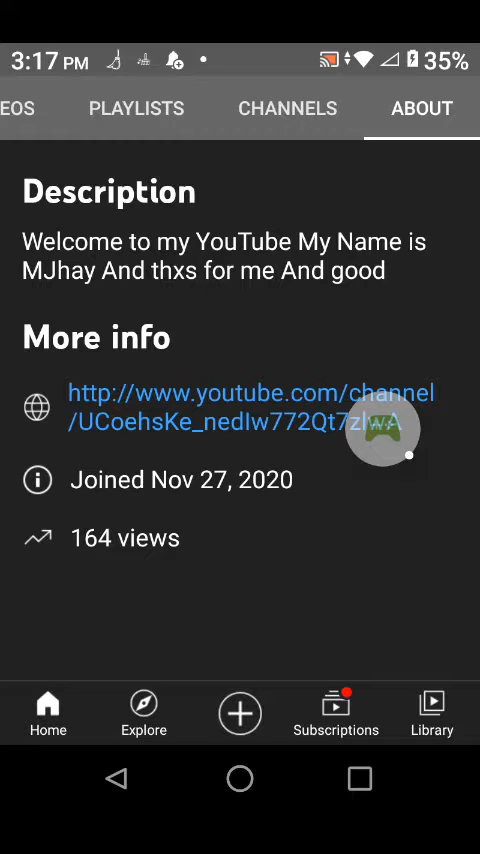 3:17 PM 35%
EOS PLAYLISTS CHANNELS ABOUT
Description
Welcome to my YouTube My Name is
MJhay And thxs for me And good
More info
http://www.youtube.com/channel
/UCoehsKe_nedIw772Qt7zlwA
Joined Nov 27, 2020
164 views
Home Explore Subscriptions Library